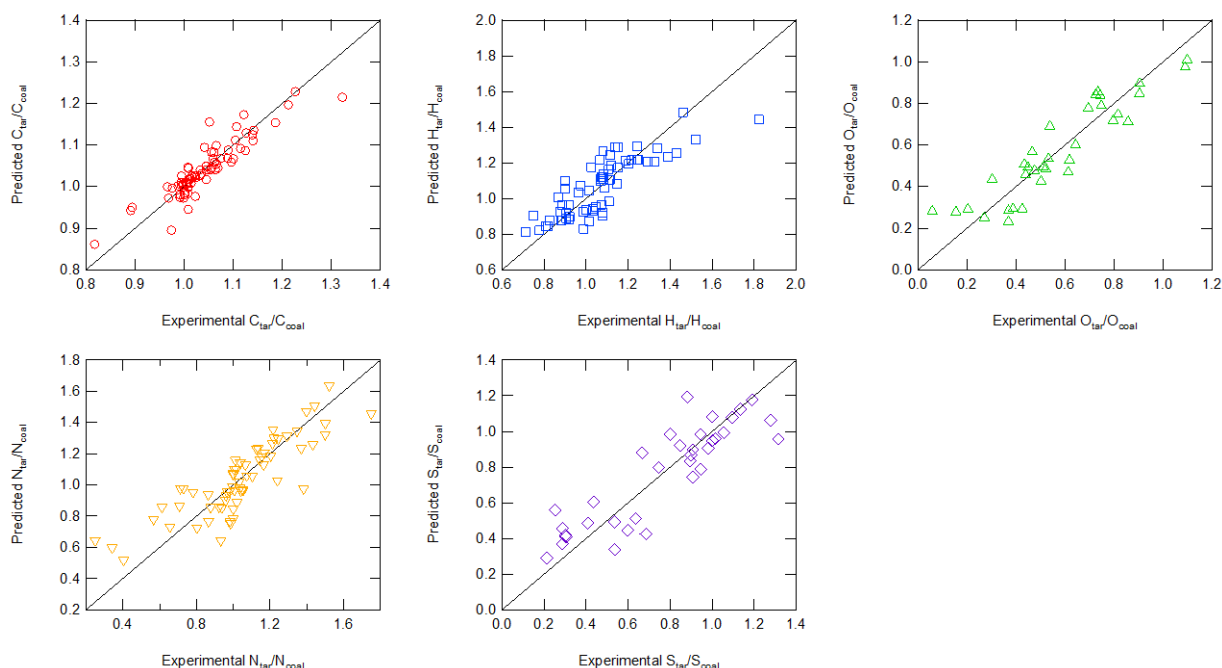 Predicted C_tar/C_coal
1.4
1.3
1.2
1.1
1.0
0.9
0.8
0.8 0.9 1.0 1.1 1.2 1.3 1.4
Experimental C_tar/C_coal
Predicted H_tar/H_coal
2.0
1.8
1.6
1.4
1.2
1.0
0.8
0.6
0.6 0.8 1.0 1.2 1.4 1.6 1.8 2.0
Experimental H_tar/H_coal
Predicted O_tar/O_coal
1.2
1.0
0.8
0.6
0.4
0.2
0.0
0.0 0.2 0.4 0.6 0.8 1.0 1.2
Experimental O_tar/O_coal
Predicted N_tar/N_coal
1.8
1.6
1.4
1.2
1.0
0.8
0.6
0.4
0.2
0.4 0.8 1.2 1.6
Experimental N_tar/N_coal
Predicted S_tar/S_coal
1.4
1.2
1.0
0.8
0.6
0.4
0.2
0.0
0.0 0.2 0.4 0.6 0.8 1.0 1.2 1.4
Experimental S_tar/S_coal